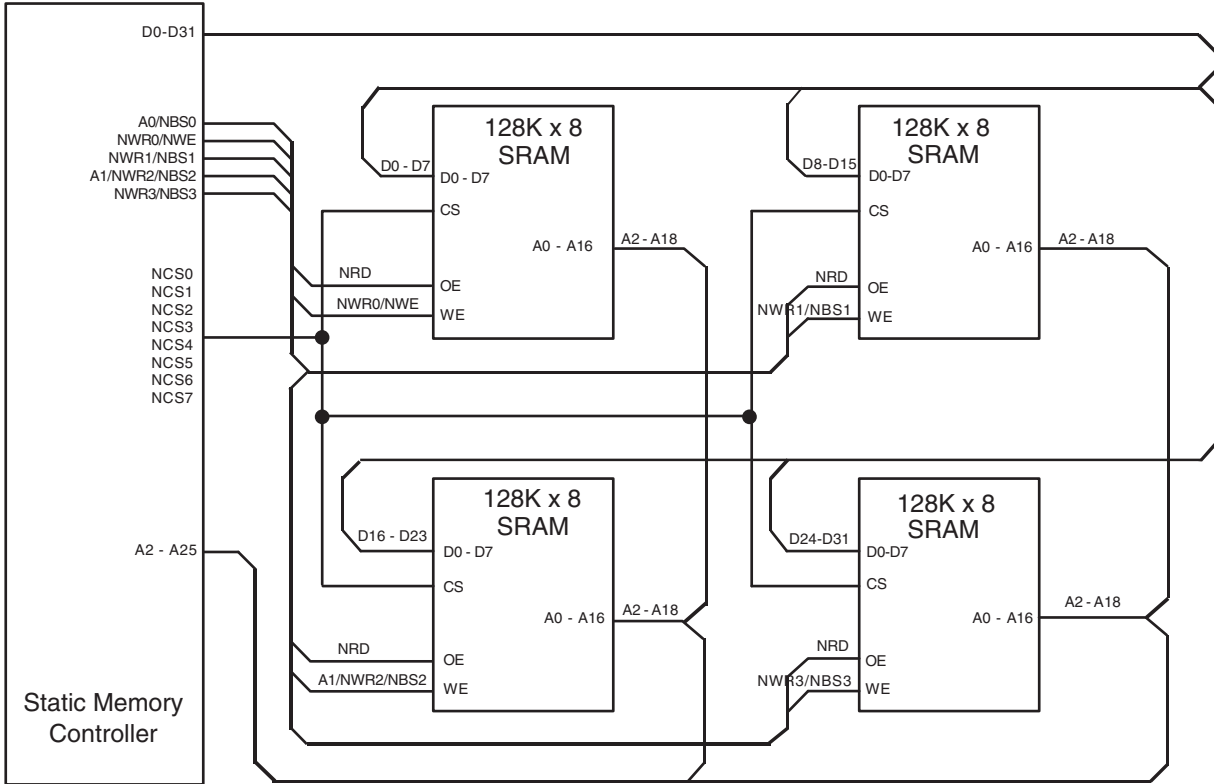 D0-D31
A0/NBS0
NWR0/NWE
NWR1/NBS1
A1/NWR2/NBS2
NWR3/NBS3
NCS0
NCS1
NCS2
NCS3
NCS4
NCS5
NCS6
NCS7
A2 - A25
Static Memory
Controller
128K x 8
SRAM
D0 - D7
D0 - D7
CS
A0 - A16
A2 - A18
NRD
OE
NWR0/NWE
WE
128K x 8
SRAM
D8-D15
D0-D7
CS
A0 - A16
A2 - A18
NRD
OE
NWR1/NBS1
WE
128K x 8
SRAM
D16 - D23
D0 - D7
CS
A0 - A16
A2 - A18
NRD
OE
A1/NWR2/NBS2
WE
128K x 8
SRAM
D24-D31
D0-D7
CS
A0 - A16
A2 - A18
NRD
OE
NWR3/NBS3
WE